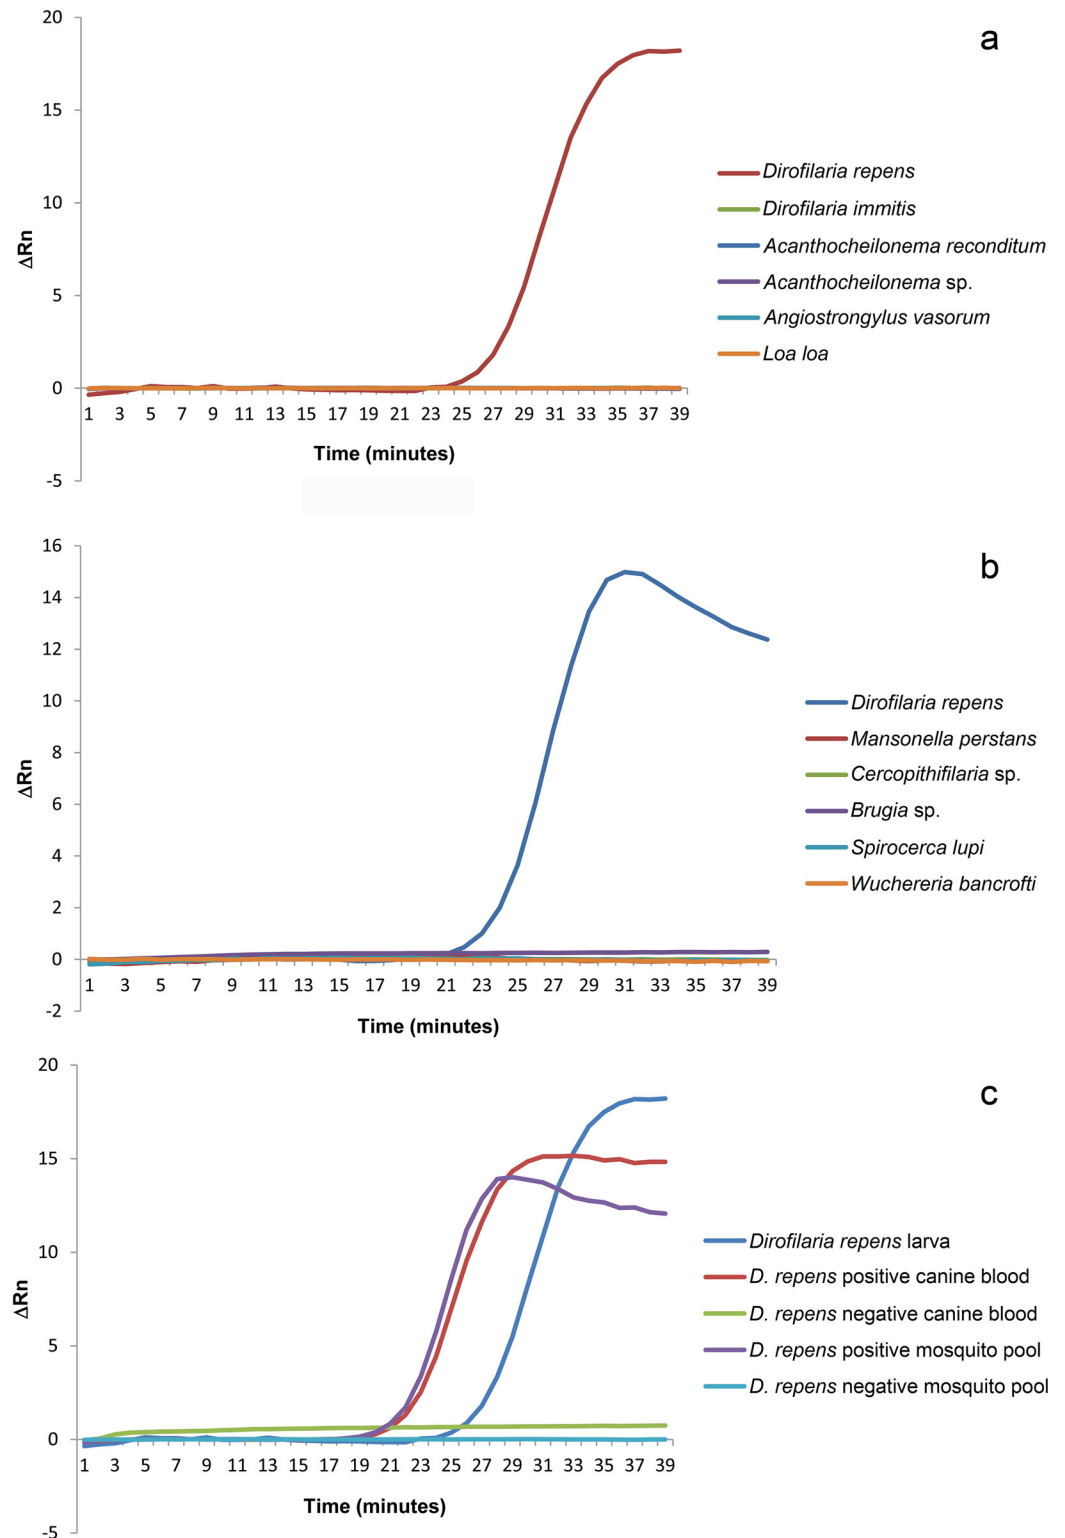 a
20
15
10
5
0
-5
ΔRn
1 3 5 7 9 11 13 15 17 19 21 23 25 27 29 31 33 35 37 39
Time (minutes)
Dirofilaria repens
Dirofilaria immitis
Acanthocheilonema reconditum
Acanthocheilonema sp.
Angiostrongylus vasorum
Loa loa
b
16
14
12
10
8
6
4
2
0
-2
ΔRn
1 3 5 7 9 11 13 15 17 19 21 23 25 27 29 31 33 35 37 39
Time (minutes)
Dirofilaria repens
Mansonella perstans
Cercopithifilaria sp.
Brugia sp.
Spirocerca lupi
Wuchereria bancrofti
c
20
15
10
5
0
-5
ΔRn
1 3 5 7 9 11 13 15 17 19 21 23 25 27 29 31 33 35 37 39
Time (minutes)
Dirofilaria repens larva
D. repens positive canine blood
D. repens negative canine blood
D. repens positive mosquito pool
D. repens negative mosquito pool